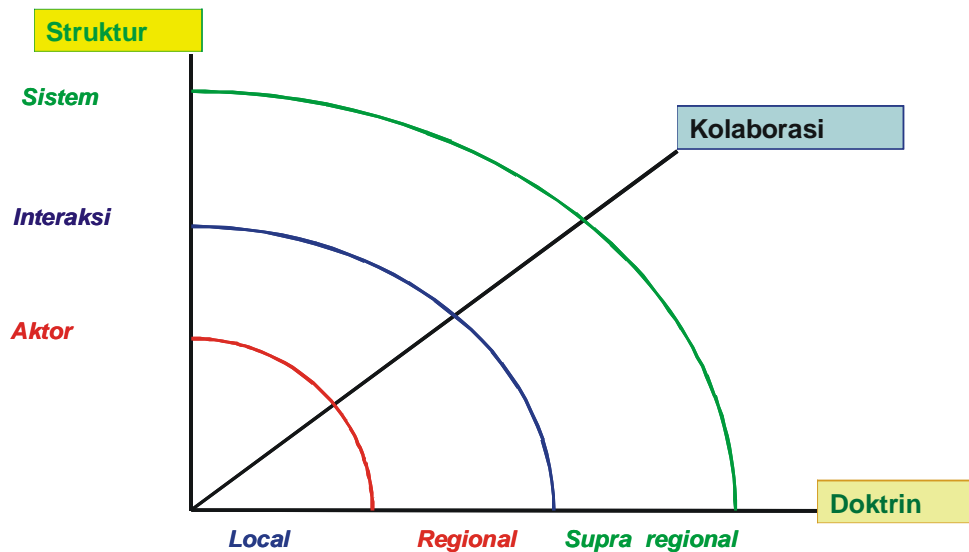 Struktur
Sistem
Kolaborasi
Interaksi
Aktor
Doktrin
Local
Regional
Supra regional